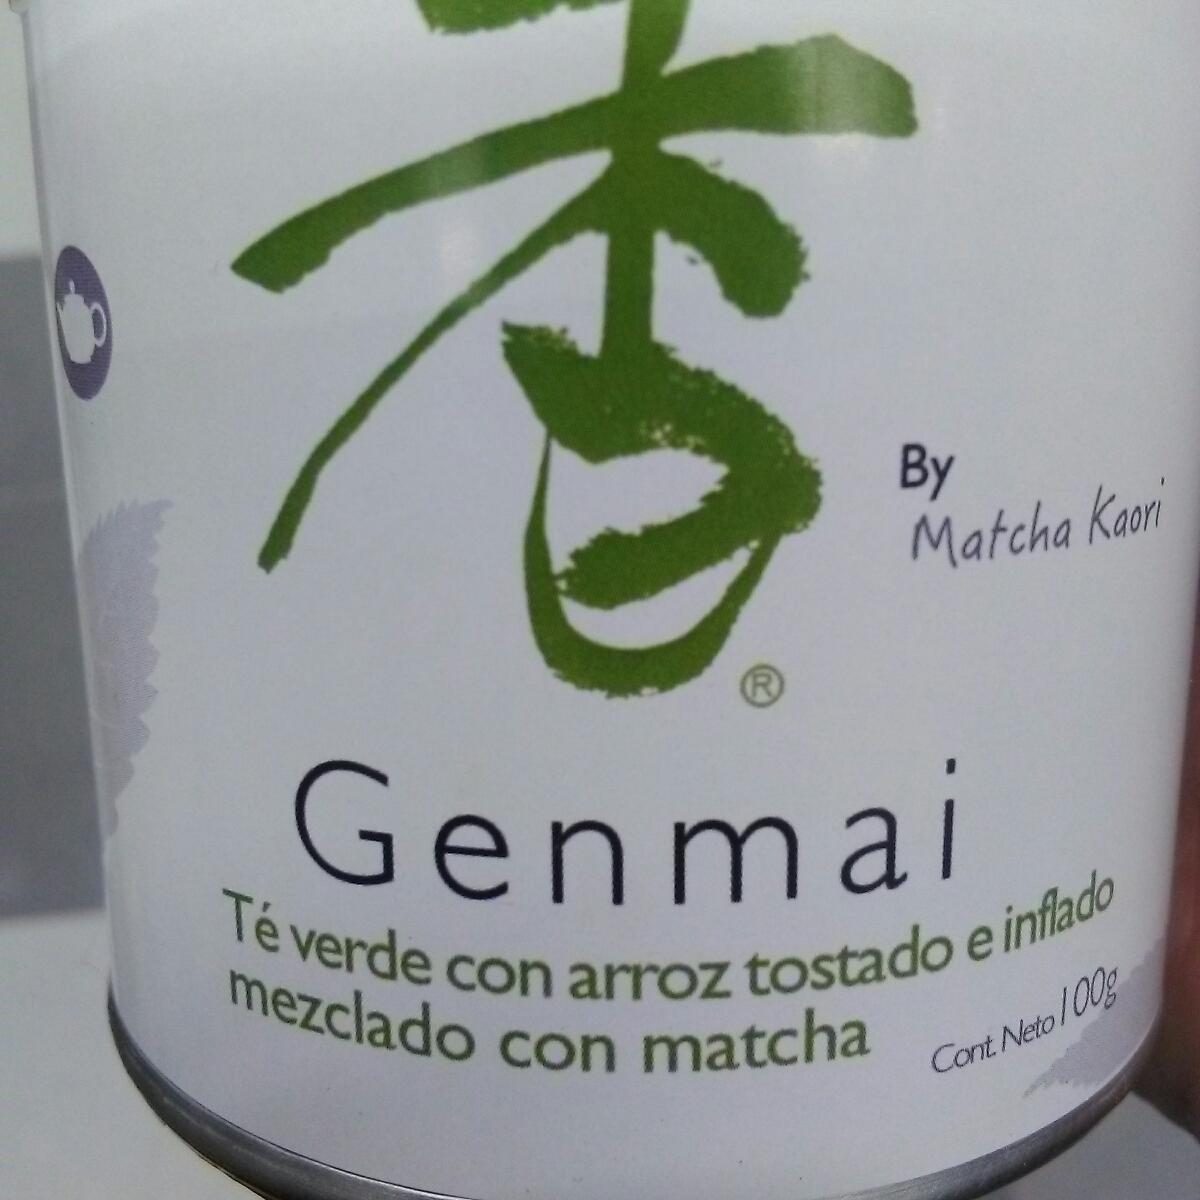 香
By
Matcha Kaori
®
Genmai
Té verde con arroz tostado e inflado
mezclado con matcha
Cont. Neto 100g